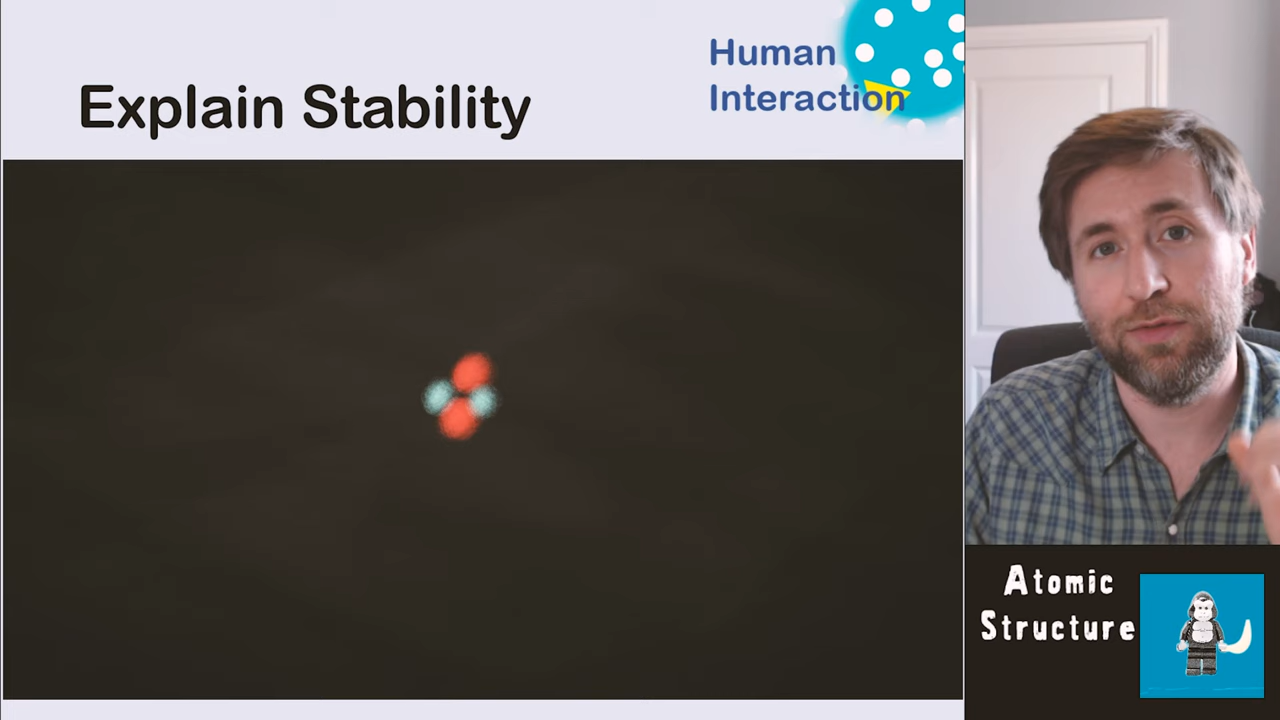 Explain Stability
Human
Interaction
Atomic
Structure